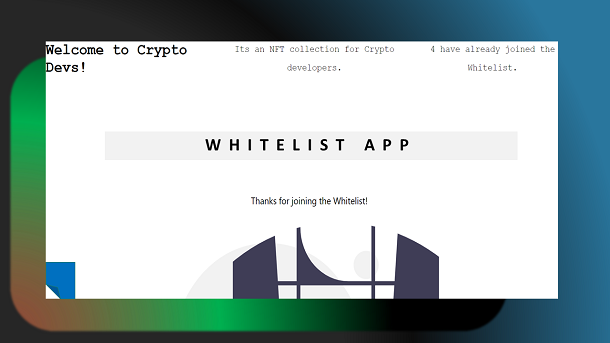 Welcome to Crypto
Devs!
Its an NFT collection for Crypto
developers.
4 have already joined the
Whitelist.
WHITELIST APP
Thanks for joining the Whitelist!